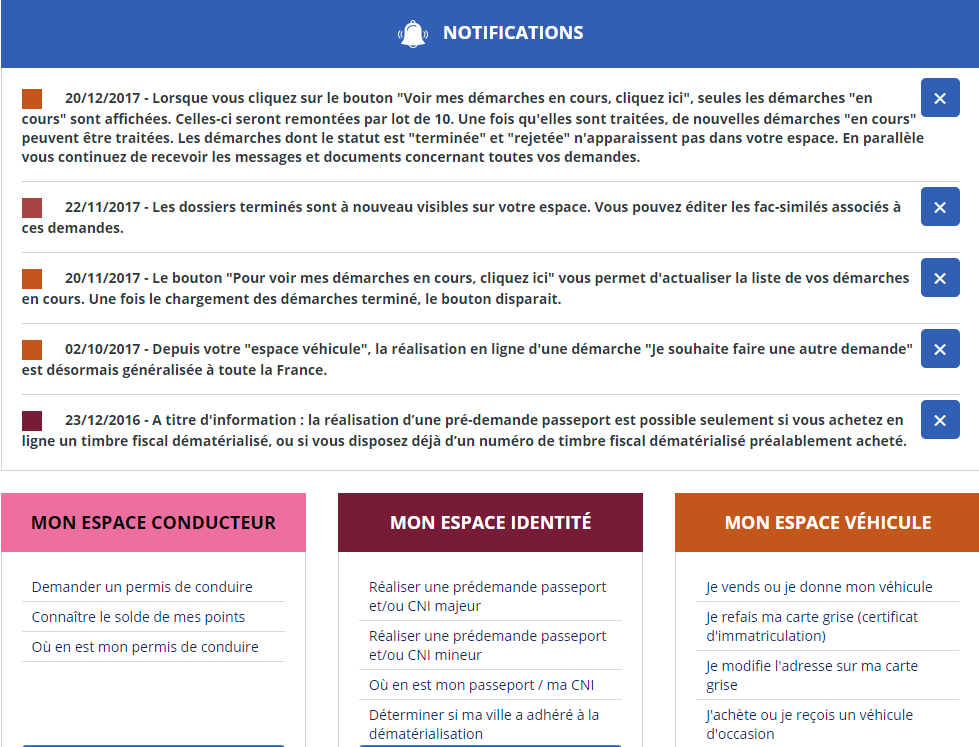 NOTIFICATIONS
20/12/2017 - Lorsque vous cliquez sur le bouton "Voir mes démarches en cours, cliquez ici", seules les démarches "en
cours" sont affichées. Celles-ci seront remontées par lot de 10. Une fois qu'elles sont traitées, de nouvelles démarches "en cours"
peuvent être traitées. Les démarches dont le statut est "terminée" et "rejetée" n'apparaissent pas dans votre espace. En parallèle
vous continuez de recevoir les messages et documents concernant toutes vos demandes.
22/11/2017 - Les dossiers terminés sont à nouveau visibles sur votre espace. Vous pouvez éditer les fac-similés associés à
ces demandes.
20/11/2017 - Le bouton "Pour voir mes démarches en cours, cliquez ici" vous permet d'actualiser la liste de vos démarches
en cours. Une fois le chargement des démarches terminé, le bouton disparait.
02/10/2017 - Depuis votre "espace véhicule", la réalisation en ligne d'une démarche "Je souhaite faire une autre demande"
est désormais généralisée à toute la France.
23/12/2016 - A titre d'information : la réalisation d’une pré-demande passeport est possible seulement si vous achetez en
ligne un timbre fiscal dématérialisé, ou si vous disposez déjà d’un numéro de timbre fiscal dématérialisé préalablement acheté.
MON ESPACE CONDUCTEUR
Demander un permis de conduire
Connaître le solde de mes points
Où en est mon permis de conduire
MON ESPACE IDENTITÉ
Réaliser une prédemande passeport
et/ou CNI majeur
Réaliser une prédemande passeport
et/ou CNI mineur
Où en est mon passeport / ma CNI
Déterminer si ma ville a adhéré à la
dématérialisation
MON ESPACE VÉHICULE
Je vends ou je donne mon véhicule
Je refais ma carte grise (certificat
d'immatriculation)
Je modifie l'adresse sur ma carte
grise
J'achète ou je reçois un véhicule
d'occasion